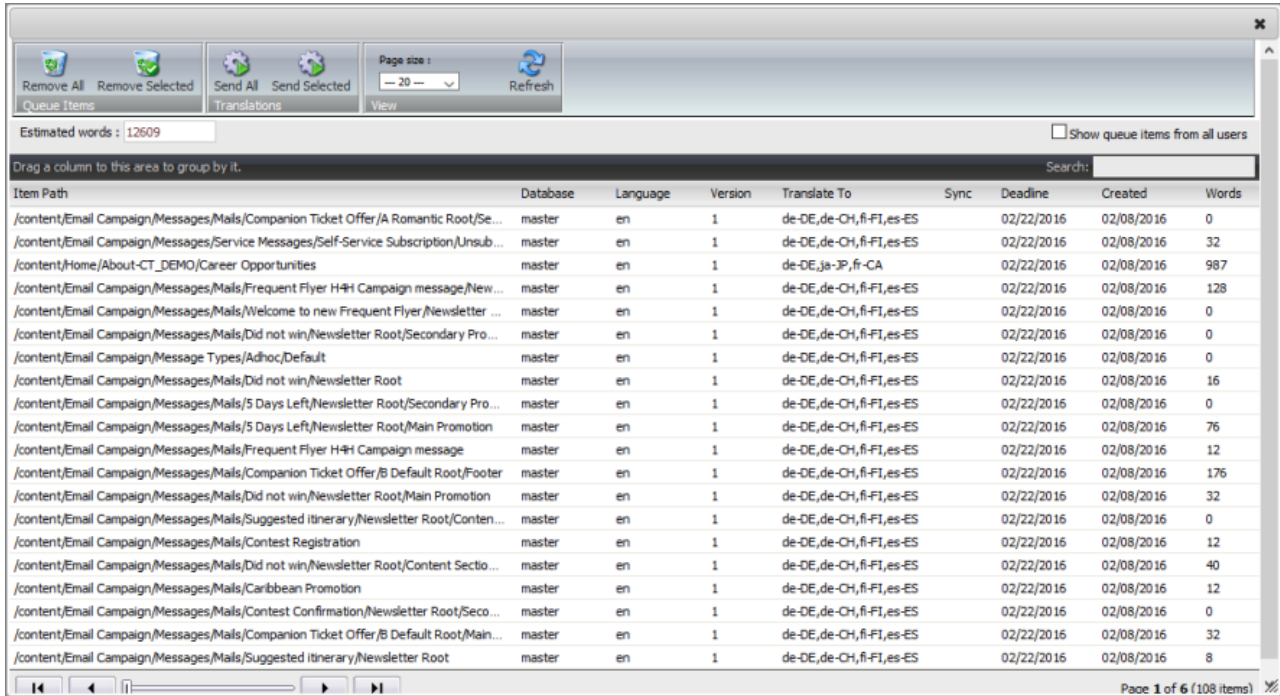 Remove All Remove Selected Send All Send Selected Page size : --- 20 --- Refresh
Queue Items Translations View
Estimated words : 12609 Show queue items from all users
Drag a column to this area to group by it. Search:
Item Path Database Language Version Translate To Sync Deadline Created Words
/content/Email Campaign/Messages/Mails/Companion Ticket Offer/A Romantic Root/Se... master en 1 de-DE,de-CH,fi-FI,es-ES 02/22/2016 02/08/2016 0
/content/Email Campaign/Messages/Service Messages/Self-Service Subscription/Unsub... master en 1 de-DE,de-CH,fi-FI,es-ES 02/22/2016 02/08/2016 32
/content/Home/About-CT_DEMO/Career Opportunities master en 1 de-DE,ja-JP,fr-CA 02/22/2016 02/08/2016 987
/content/Email Campaign/Messages/Mails/Frequent Flyer H4H Campaign message/New... master en 1 de-DE,de-CH,fi-FI,es-ES 02/22/2016 02/08/2016 128
/content/Email Campaign/Messages/Mails/Welcome to new Frequent Flyer/Newsletter ... master en 1 de-DE,de-CH,fi-FI,es-ES 02/22/2016 02/08/2016 0
/content/Email Campaign/Messages/Mails/Did not win/Newsletter Root/Secondary Pro... master en 1 de-DE,de-CH,fi-FI,es-ES 02/22/2016 02/08/2016 0
/content/Email Campaign/Message Types/Adhoc/Default master en 1 de-DE,de-CH,fi-FI,es-ES 02/22/2016 02/08/2016 0
/content/Email Campaign/Messages/Mails/Did not win/Newsletter Root master en 1 de-DE,de-CH,fi-FI,es-ES 02/22/2016 02/08/2016 16
/content/Email Campaign/Messages/Mails/5 Days Left/Newsletter Root/Secondary Pro... master en 1 de-DE,de-CH,fi-FI,es-ES 02/22/2016 02/08/2016 0
/content/Email Campaign/Messages/Mails/5 Days Left/Newsletter Root/Main Promotion master en 1 de-DE,de-CH,fi-FI,es-ES 02/22/2016 02/08/2016 76
/content/Email Campaign/Messages/Mails/Frequent Flyer H4H Campaign message master en 1 de-DE,de-CH,fi-FI,es-ES 02/22/2016 02/08/2016 12
/content/Email Campaign/Messages/Mails/Companion Ticket Offer/B Default Root/Footer master en 1 de-DE,de-CH,fi-FI,es-ES 02/22/2016 02/08/2016 176
/content/Email Campaign/Messages/Mails/Did not win/Newsletter Root/Main Promotion master en 1 de-DE,de-CH,fi-FI,es-ES 02/22/2016 02/08/2016 32
/content/Email Campaign/Messages/Mails/Suggested itinerary/Newsletter Root/Conten... master en 1 de-DE,de-CH,fi-FI,es-ES 02/22/2016 02/08/2016 0
/content/Email Campaign/Messages/Mails/Contest Registration master en 1 de-DE,de-CH,fi-FI,es-ES 02/22/2016 02/08/2016 12
/content/Email Campaign/Messages/Mails/Did not win/Newsletter Root/Content Sectio... master en 1 de-DE,de-CH,fi-FI,es-ES 02/22/2016 02/08/2016 40
/content/Email Campaign/Messages/Mails/Caribbean Promotion master en 1 de-DE,de-CH,fi-FI,es-ES 02/22/2016 02/08/2016 12
/content/Email Campaign/Messages/Mails/Contest Confirmation/Newsletter Root/Seco... master en 1 de-DE,de-CH,fi-FI,es-ES 02/22/2016 02/08/2016 0
/content/Email Campaign/Messages/Mails/Companion Ticket Offer/B Default Root/Main... master en 1 de-DE,de-CH,fi-FI,es-ES 02/22/2016 02/08/2016 32
/content/Email Campaign/Messages/Mails/Suggested itinerary/Newsletter Root master en 1 de-DE,de-CH,fi-FI,es-ES 02/22/2016 02/08/2016 8
Page 1 of 6 (108 items)